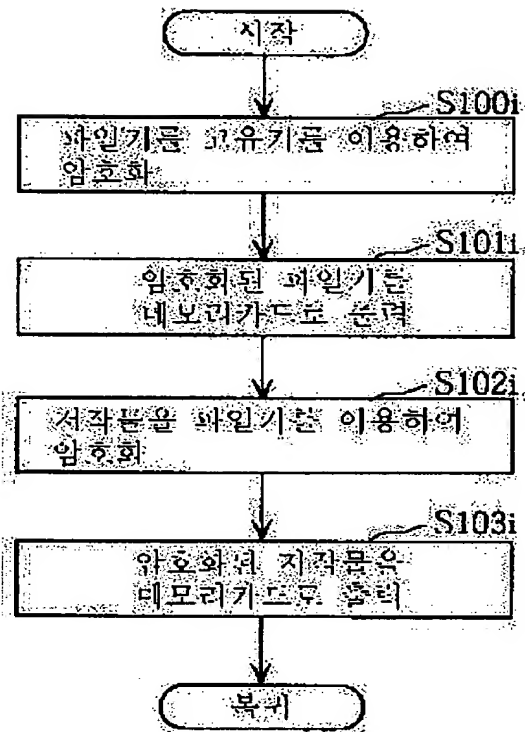 시작
S100i
파일키를 고유키를 이용하여
암호화
S101i
암호화된 파일키를
메모리카드로 출력
S102i
저작물을 파일키를 이용하여
암호화
S103i
암호화된 저작물을
메모리카드로 출력
복귀